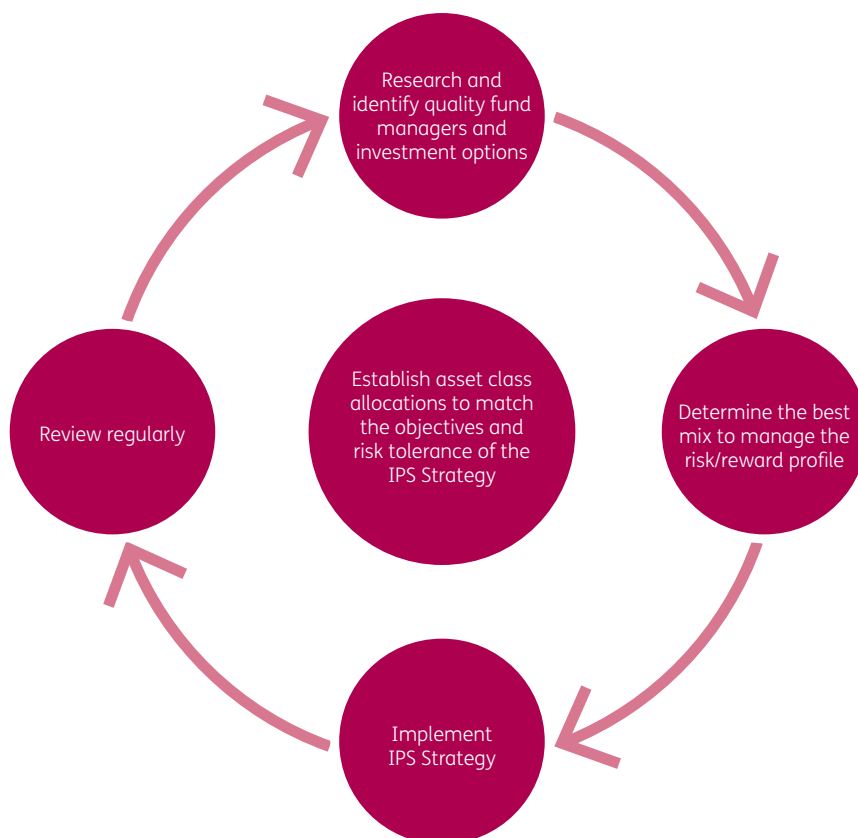 Research and
identify quality fund
managers and
investment options
Establish asset class
allocations to match
the objectives and
risk tolerance of the
IPS Strategy
Determine the best
mix to manage the
risk/reward profile
Review regularly
Implement
IPS Strategy